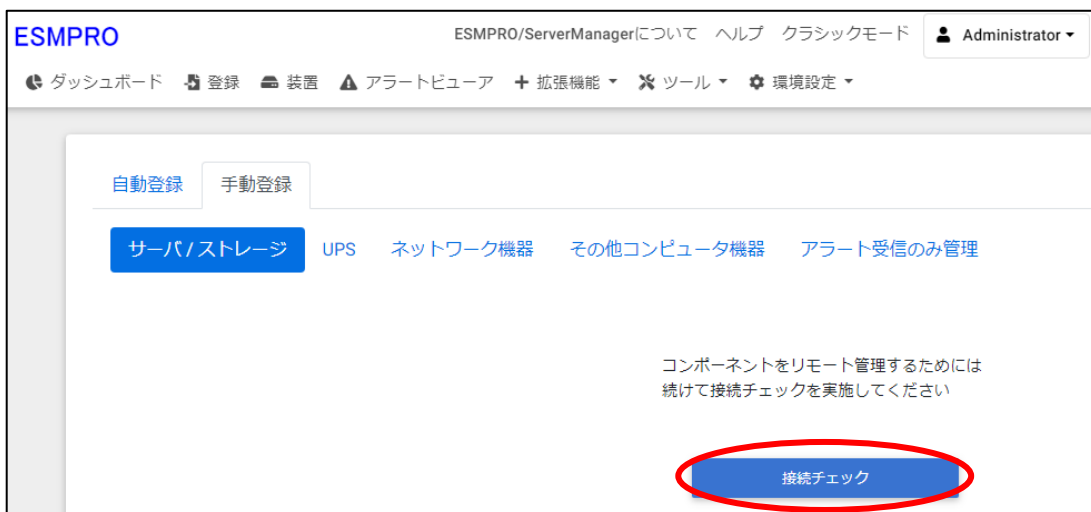 ESMPRO
ESMPRO/ServerManagerについて ヘルプ クラシックモード Administrator
ダッシュボード 登録 装置 アラートビューア 拡張機能 ツール 環境設定
自動登録 手動登録
サーバ / ストレージ UPS ネットワーク機器 その他コンピュータ機器 アラート受信のみ管理
コンポーネントをリモート管理するためには
続けて接続チェックを実施してください
接続チェック